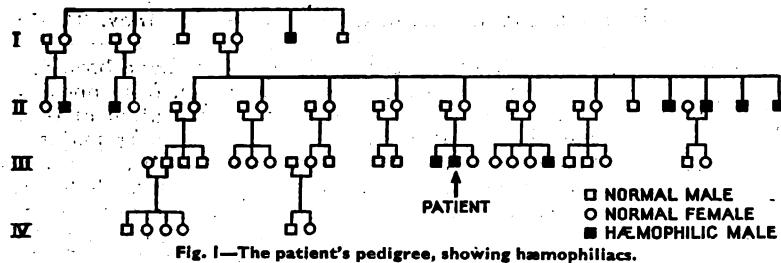 I
II
III
IV
PATIENT
NORMAL MALE
NORMAL FEMALE
HÆMOPHILIC MALE
Fig. I—The patient's pedigree, showing hæmophiliacs.